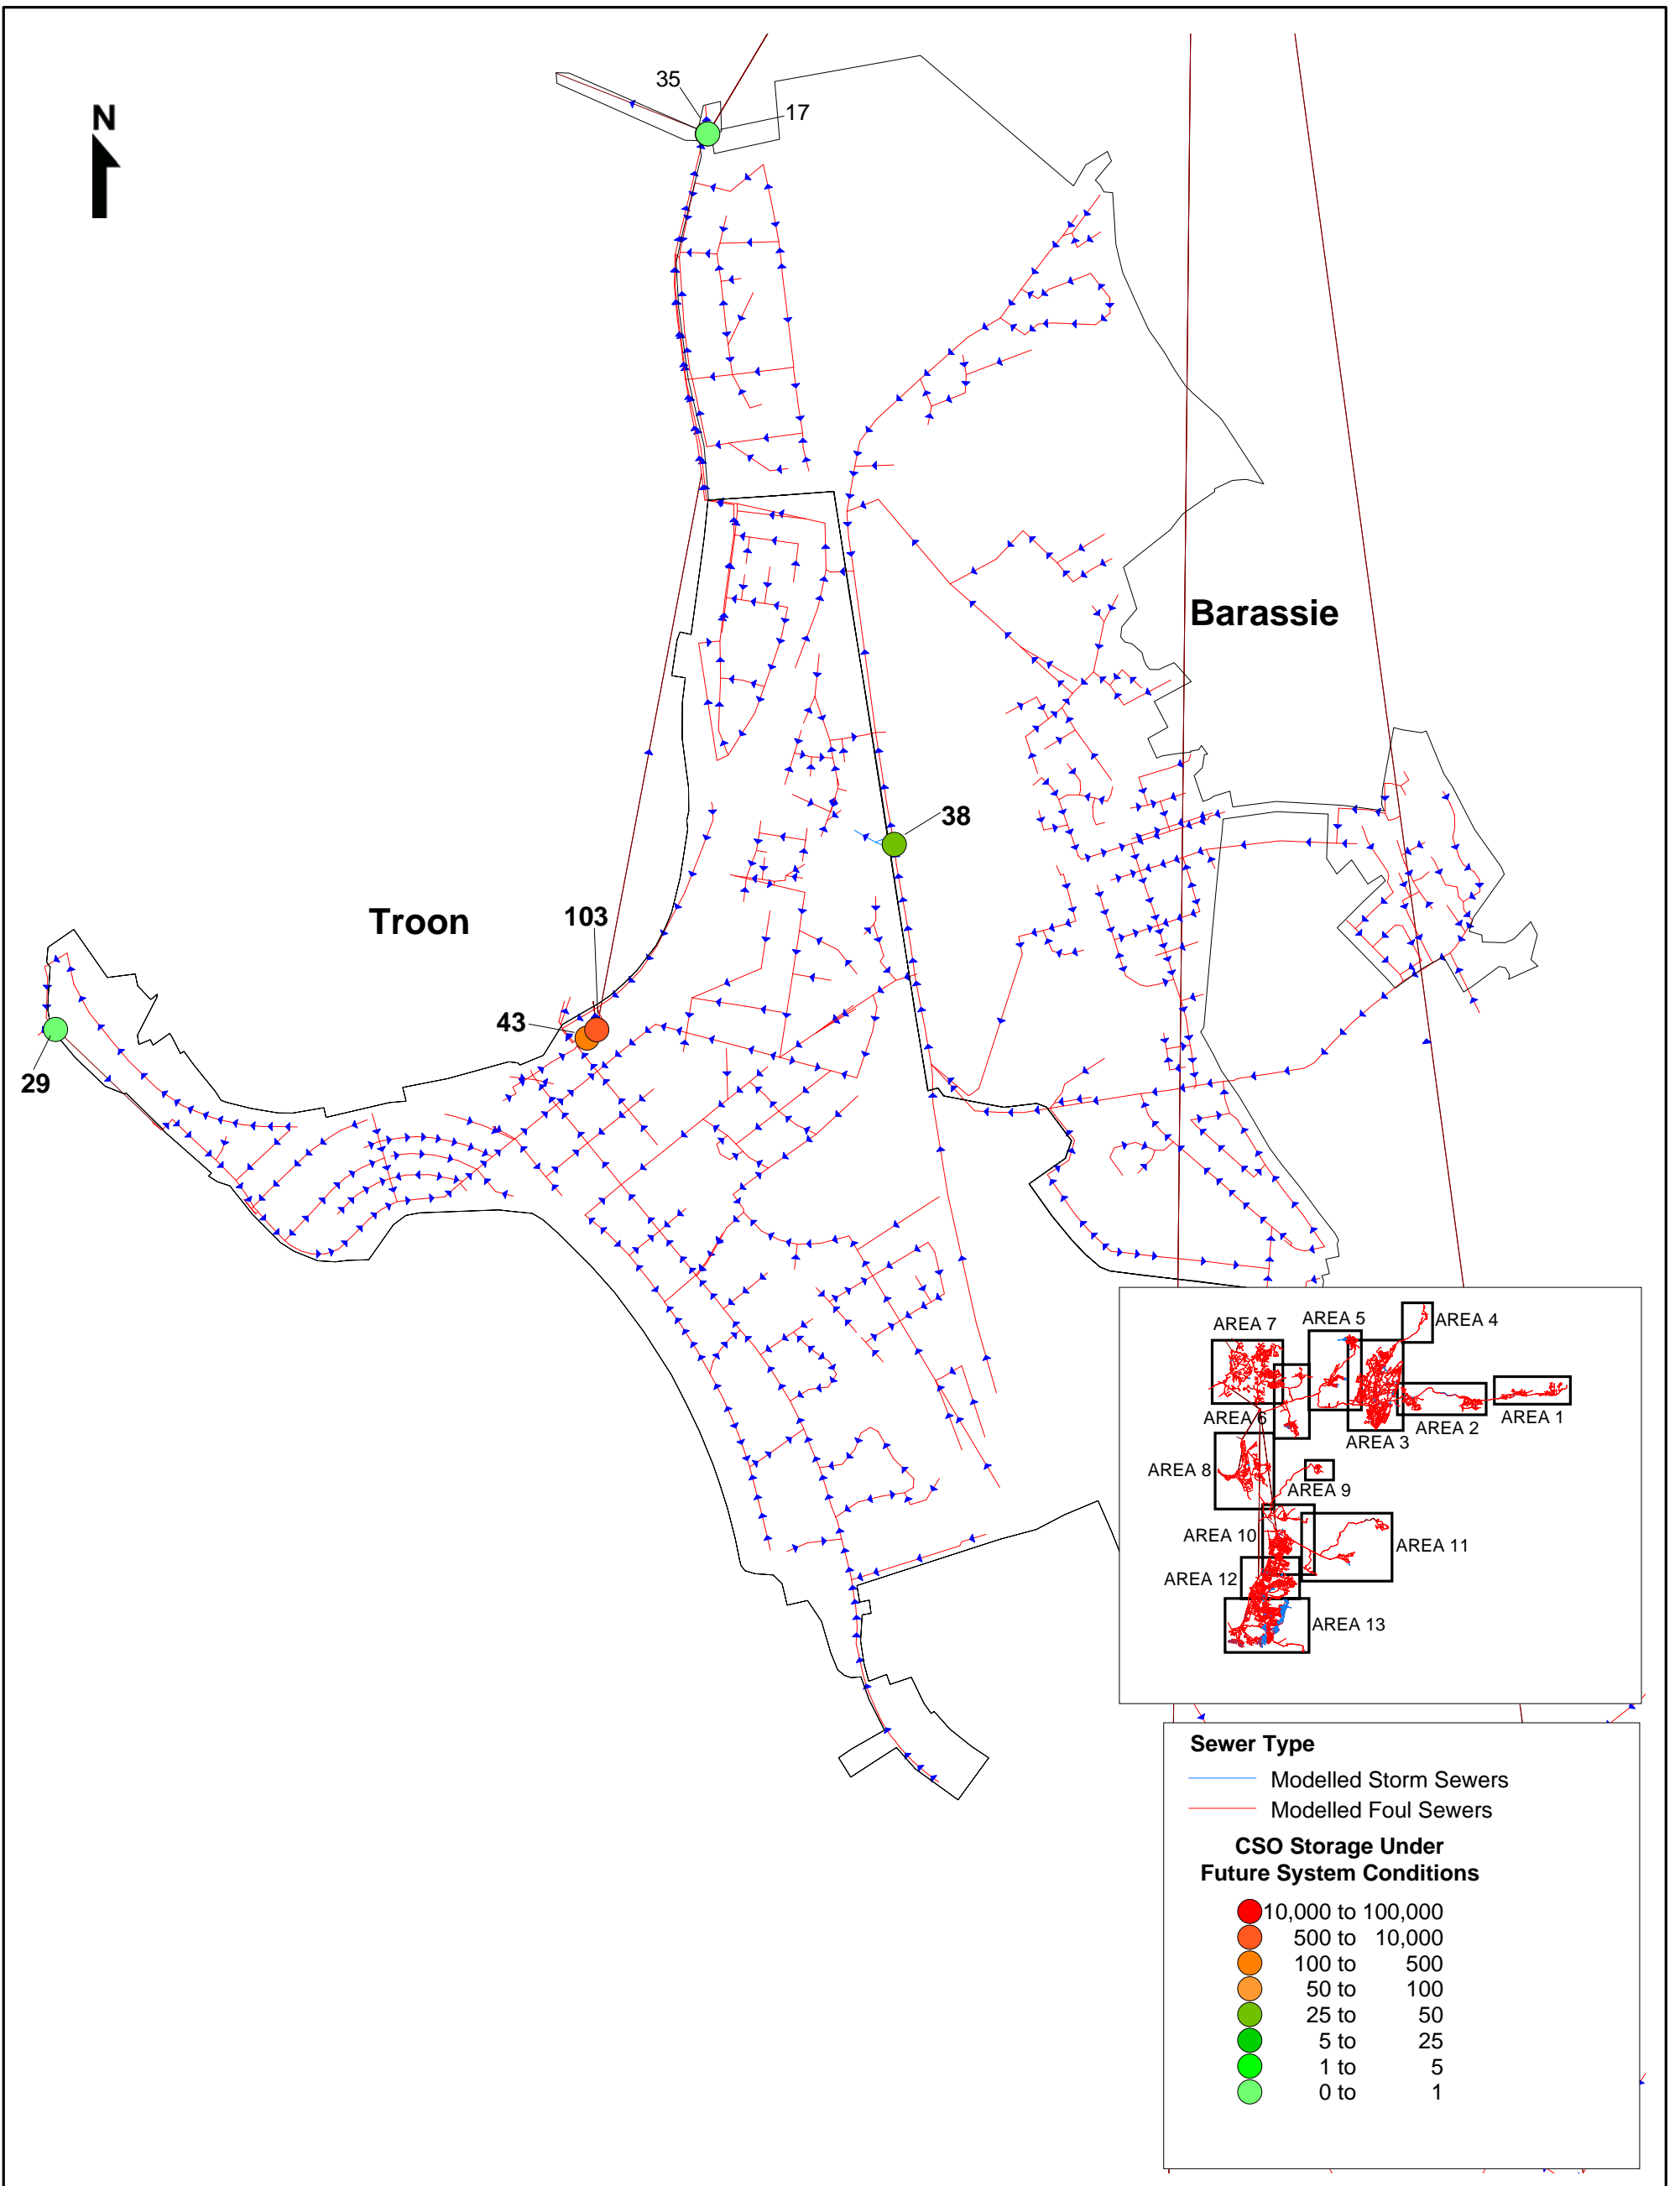 N
35
17
Barassie
38
Troon
103
43
29
AREA 7
AREA 5
AREA 4
AREA 6
AREA 3
AREA 2
AREA 1
AREA 8
AREA 9
AREA 10
AREA 11
AREA 12
AREA 13
Sewer Type
Modelled Storm Sewers
Modelled Foul Sewers
CSO Storage Under
Future System Conditions
10,000 to 100,000
500 to 10,000
100 to 500
50 to 100
25 to 50
5 to 25
1 to 5
0 to 1